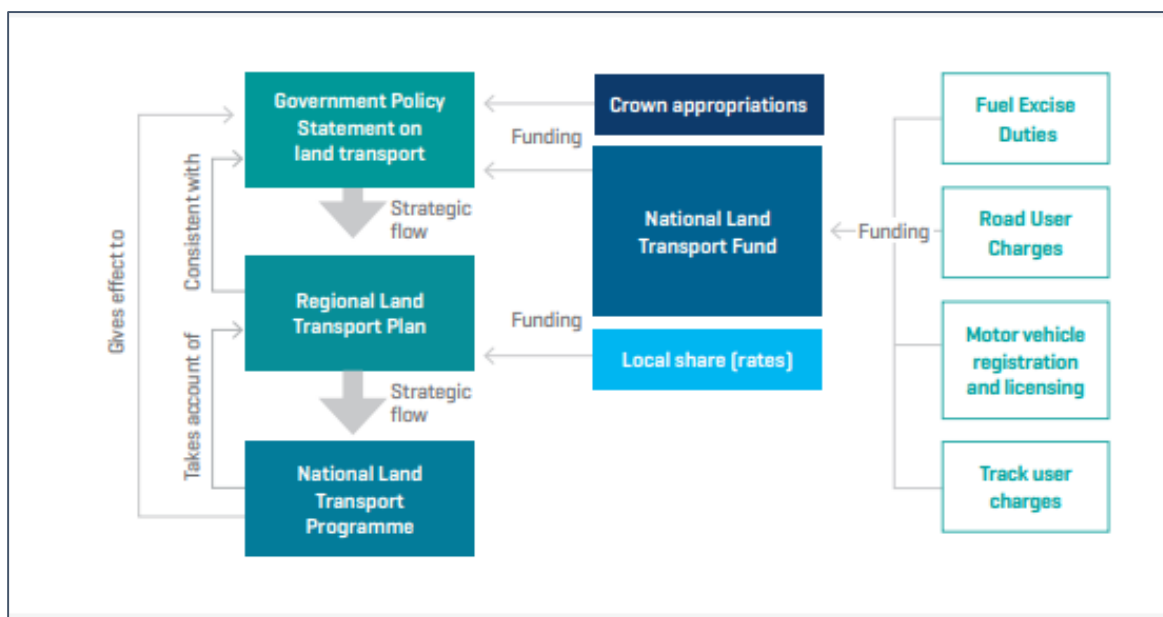 Government Policy
Statement on
land transport
Strategic
flow
Regional Land
Transport Plan
Strategic
flow
National Land
Transport
Programme
Gives effect to
Consistent with
Takes account of
Crown appropriations
Funding
National Land
Transport Fund
Funding
Local share (rates)
Funding
Fuel Excise
Duties
Road User
Charges
Motor vehicle
registration
and licensing
Track user
charges